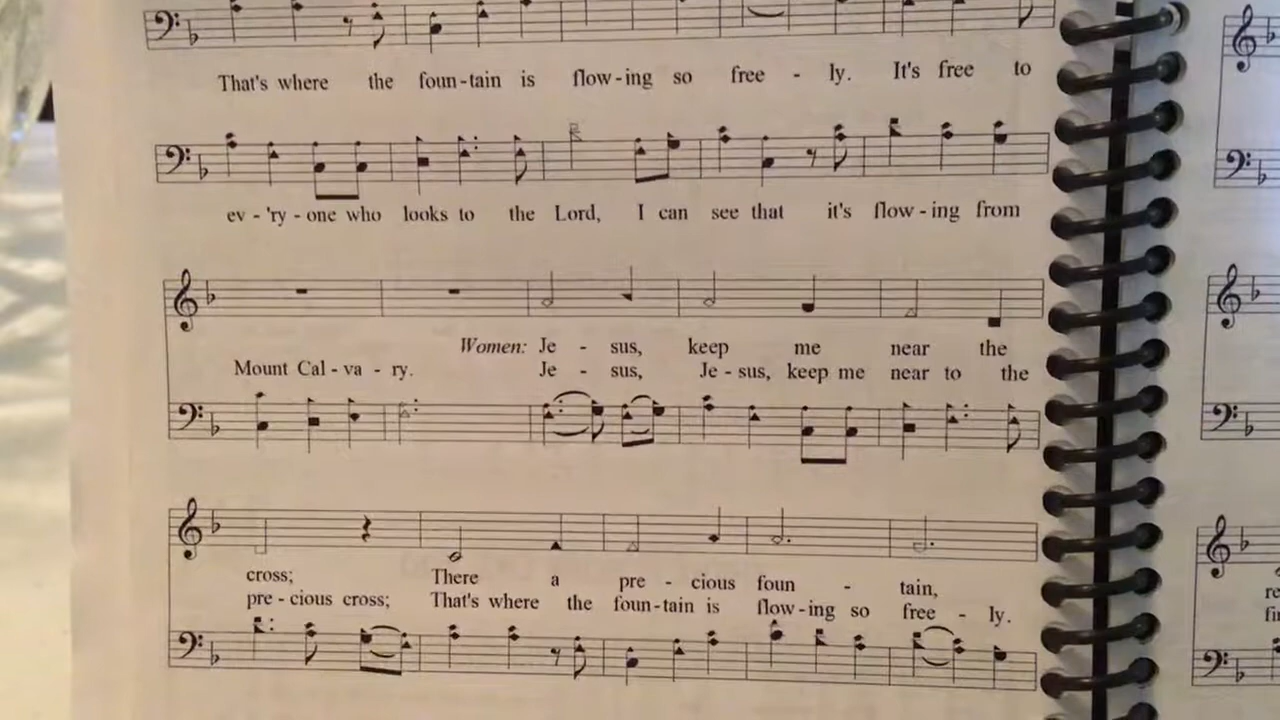 That's where the foun-tain is flow-ing so free - ly. It's free to
ev - 'ry - one who looks to the Lord, I can see that it's flow - ing from
Women: Je - sus, keep me near the
Mount Cal - va - ry. Je - sus, Je - sus, keep me near to the
cross; There a pre - cious foun - tain,
pre - cious cross; That's where the foun-tain is flow-ing so free - ly.
re
fin